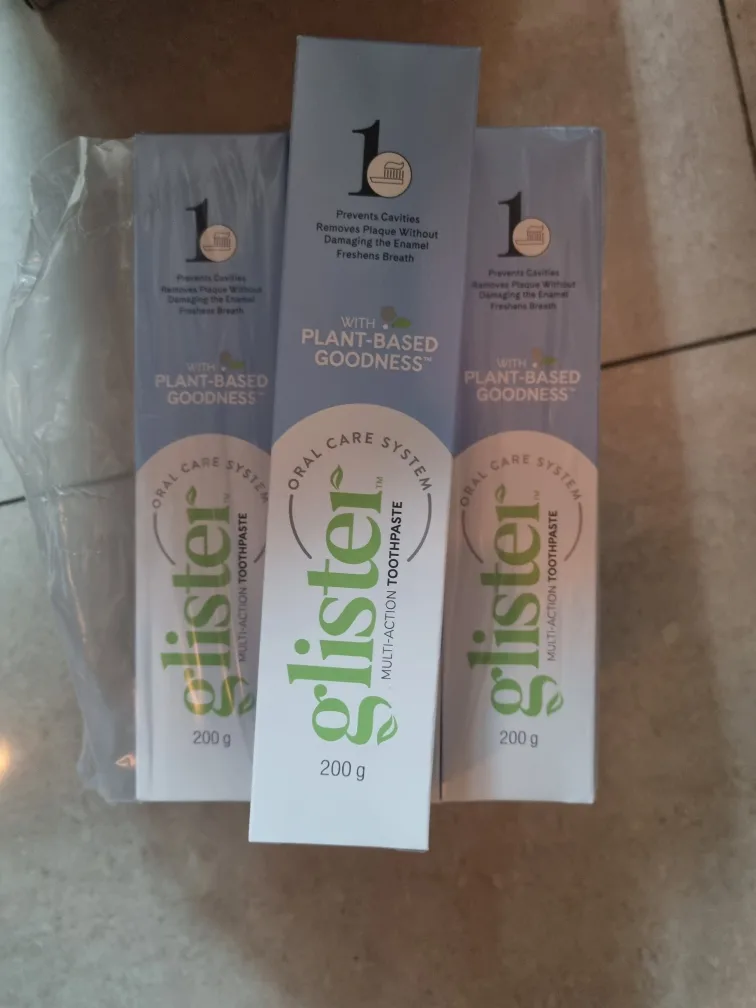 1
Prevents Cavities
Removes Plaque Without
Damaging the Enamel
Freshens Breath
WITH
PLANT-BASED
GOODNESS™
ORAL CARE SYSTEM
glister™
MULTI-ACTION TOOTHPASTE
200 g
1
Prevents Cavities
Removes Plaque Without
Damaging the Enamel
Freshens Breath
WITH
PLANT-BASED
GOODNESS™
ORAL CARE SYSTEM
glister™
MULTI-ACTION TOOTHPASTE
200 g
1
Prevents Cavities
Removes Plaque Without
Damaging the Enamel
Freshens Breath
WITH
PLANT-BASED
GOODNESS™
ORAL CARE SYSTEM
glister™
MULTI-ACTION TOOTHPASTE
200 g